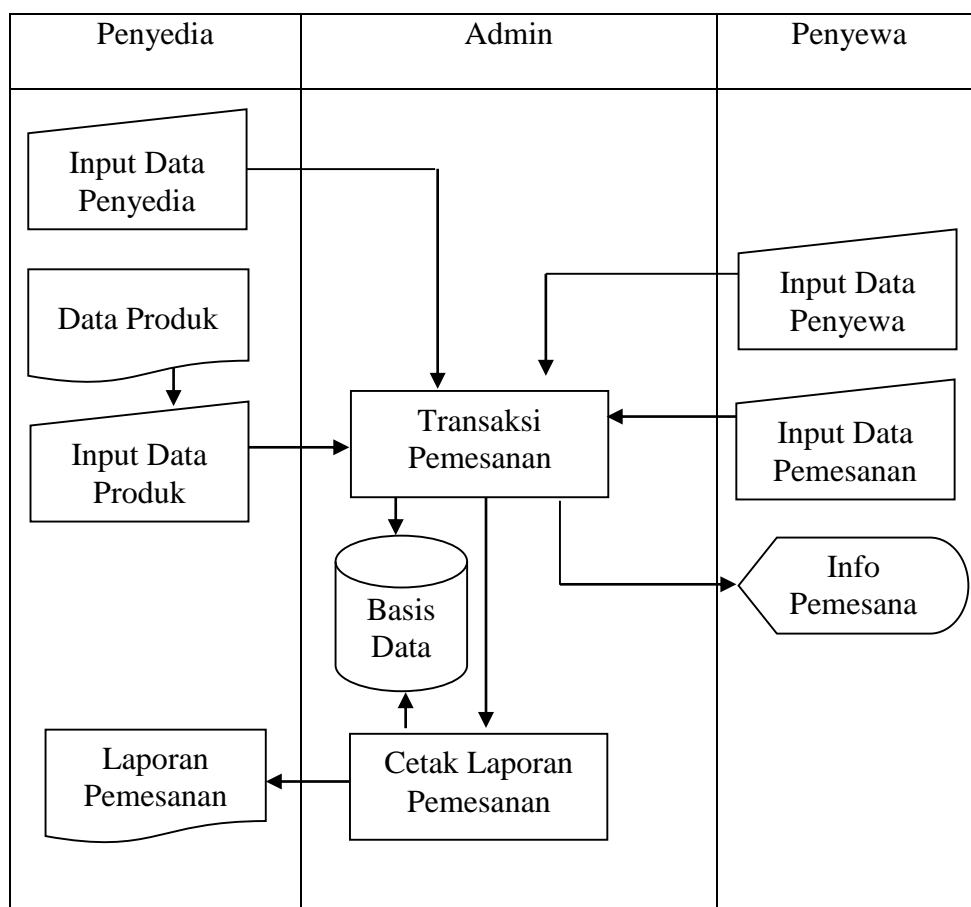 Penyedia
Admin
Penyewa
Input Data
Penyedia
Data Produk
Input Data
Produk
Laporan
Pemesanan
Transaksi
Pemesanan
Basis
Data
Cetak Laporan
Pemesanan
Input Data
Penyewa
Input Data
Pemesanan
Info
Pemesana